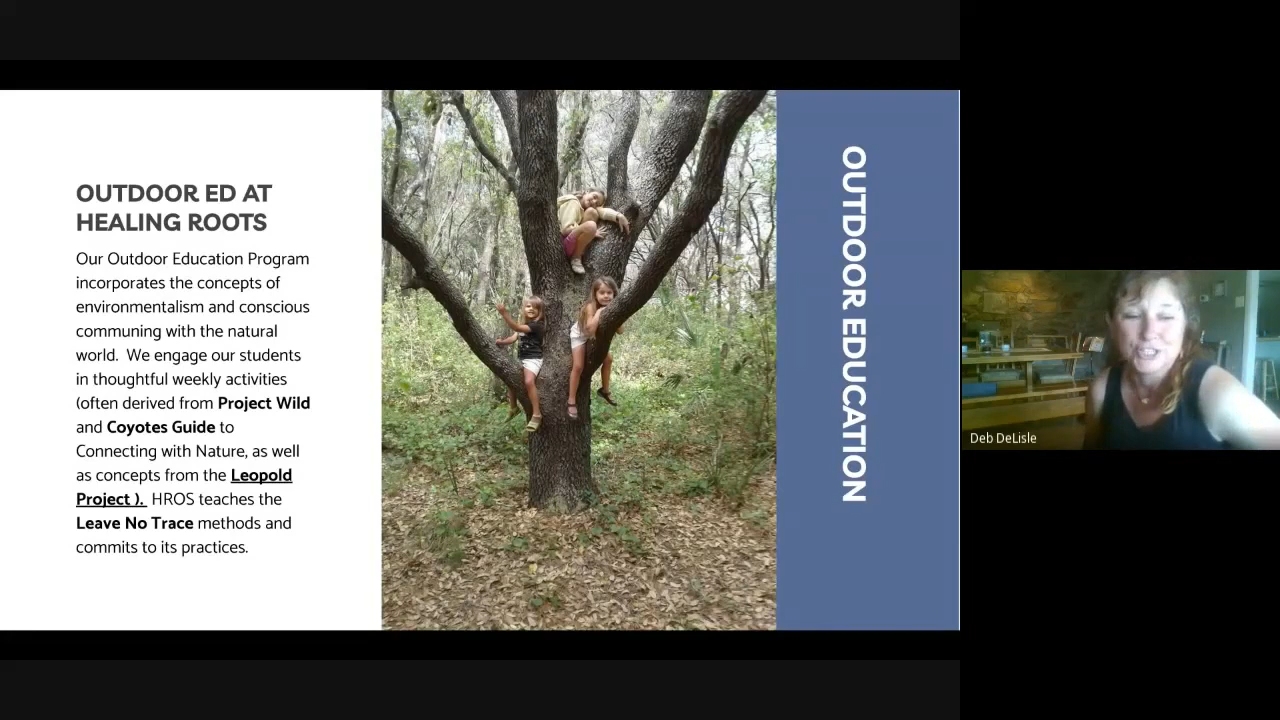 OUTDOOR ED AT
HEALING ROOTS
Our Outdoor Education Program
incorporates the concepts of
environmentalism and conscious
communing with the natural
world. We engage our students
in thoughtful weekly activities
(often derived from Project Wild
and Coyotes Guide to
Connecting with Nature, as well
as concepts from the Leopold
Project ). HROS teaches the
Leave No Trace methods and
commits to its practices.
OUTDOOR EDUCATION
Deb DeLisle